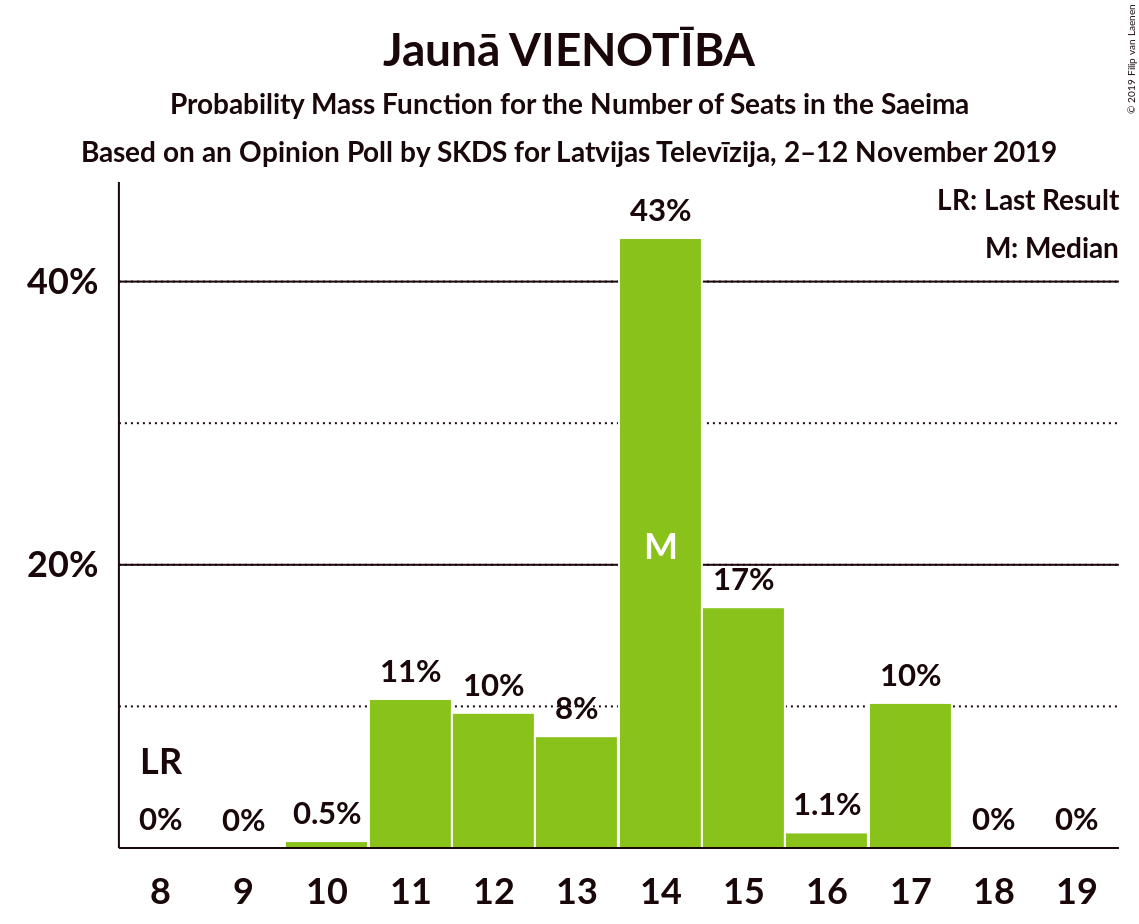 Jaunā VIENOTĪBA
Probability Mass Function for the Number of Seats in the Saeima
Based on an Opinion Poll by SKDS for Latvijas Televīzija, 2–12 November 2019
© 2019 Filip van Laenen
LR: Last Result
M: Median
40%
20%
LR
0%
0%
0.5%
11%
10%
8%
43%
M
17%
1.1%
10%
0%
0%
8 9 10 11 12 13 14 15 16 17 18 19